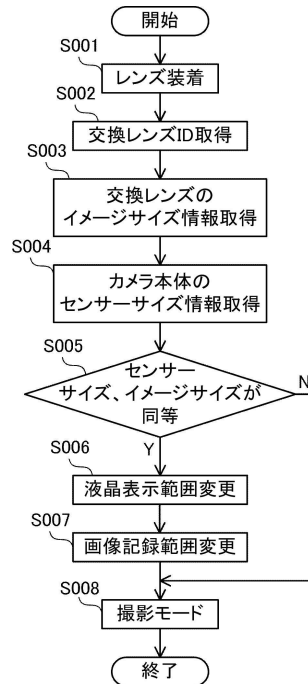 開始
S001
レンズ装着
S002
交換レンズID取得
S003
交換レンズの
イメージサイズ情報取得
S004
カメラ本体の
センサーサイズ情報取得
S005
センサー
サイズ、イメージサイズが
同等
N
Y
S006
液晶表示範囲変更
S007
画像記録範囲変更
S008
撮影モード
終了